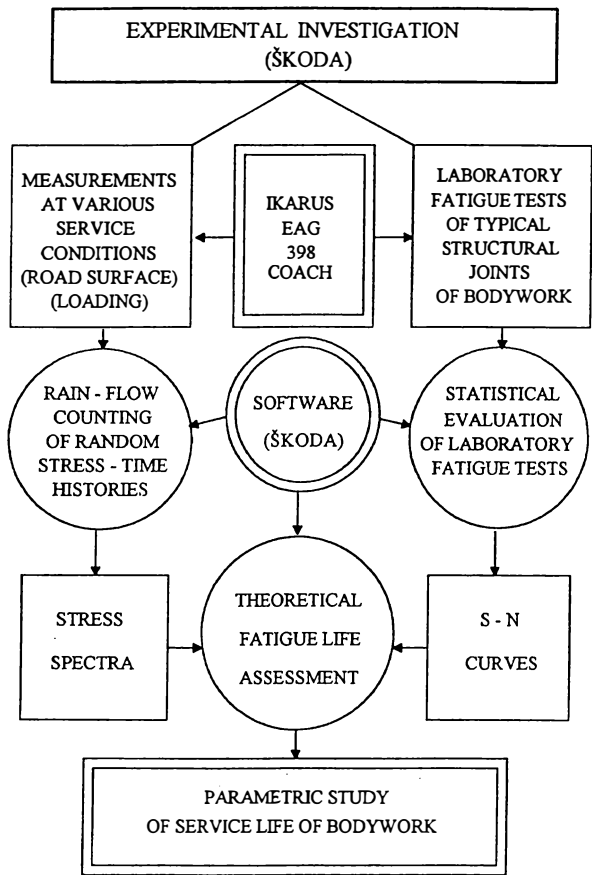 EXPERIMENTAL INVESTIGATION
(ŠKODA)
MEASUREMENTS
AT VARIOUS
SERVICE
CONDITIONS
(ROAD SURFACE)
(LOADING)
IKARUS
EAG
398
COACH
LABORATORY
FATIGUE TESTS
OF TYPICAL
STRUCTURAL
JOINTS
OF BODYWORK
RAIN - FLOW
COUNTING
OF RANDOM
STRESS - TIME
HISTORIES
SOFTWARE
(ŠKODA)
STATISTICAL
EVALUATION
OF LABORATORY
FATIGUE TESTS
STRESS
SPECTRA
THEORETICAL
FATIGUE LIFE
ASSESSMENT
S - N
CURVES
PARAMETRIC STUDY
OF SERVICE LIFE OF BODYWORK